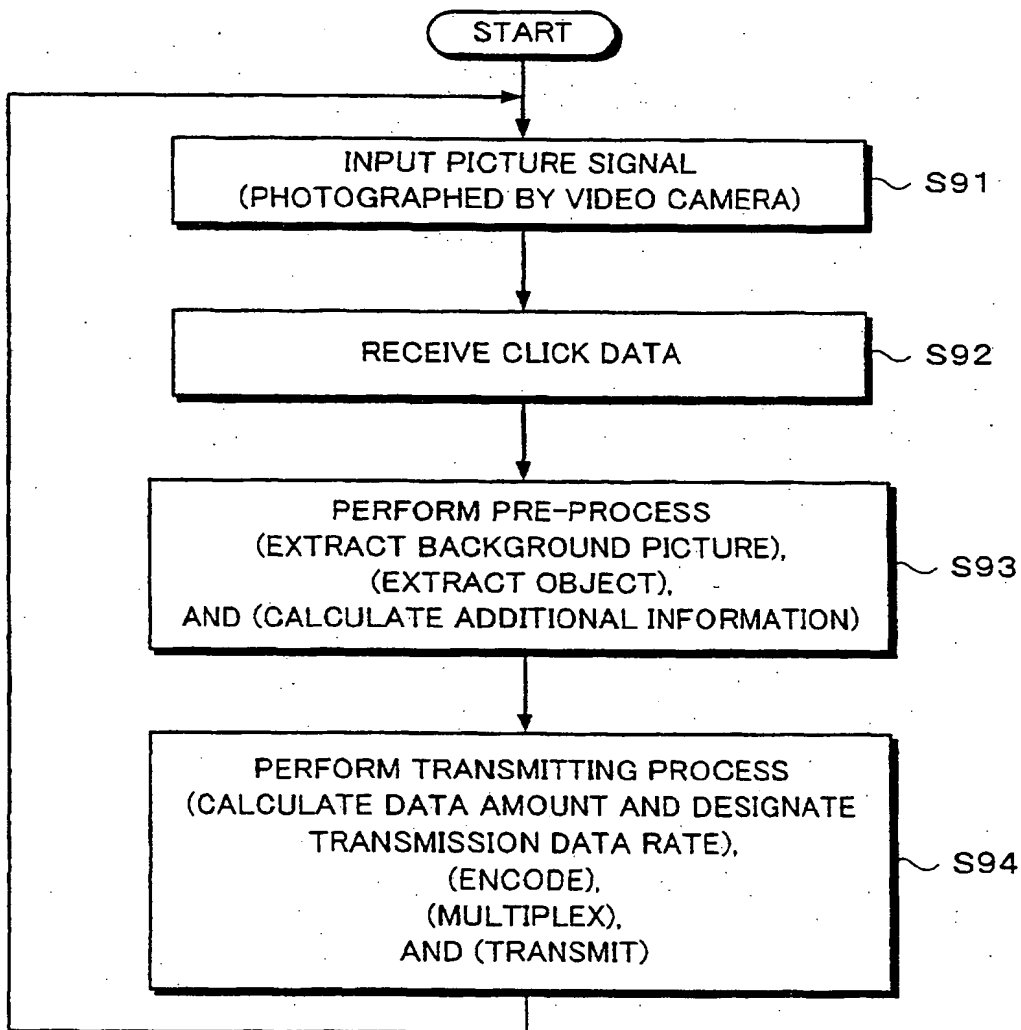 START
INPUT PICTURE SIGNAL
(PHOTOGRAPHED BY VIDEO CAMERA)
S91
RECEIVE CLICK DATA
S92
PERFORM PRE-PROCESS
(EXTRACT BACKGROUND PICTURE),
(EXTRACT OBJECT),
AND (CALCULATE ADDITIONAL INFORMATION)
S93
PERFORM TRANSMITTING PROCESS
(CALCULATE DATA AMOUNT AND DESIGNATE
TRANSMISSION DATA RATE),
(ENCODE),
(MULTIPLEX),
AND (TRANSMIT)
S94